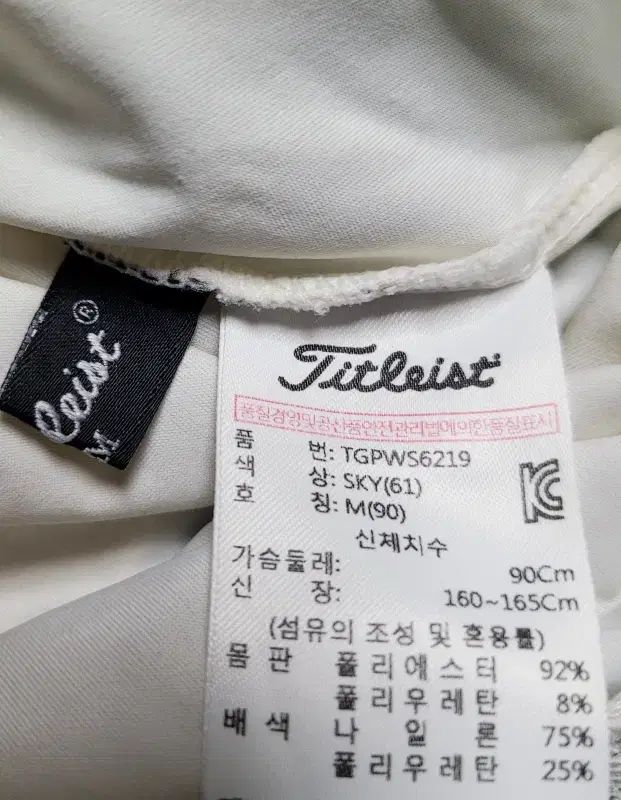 Titleist
품질경영및공산품안전관리법에의한품질표시
품 번: TGPWS6219
색 상: SKY(61)
호 칭: M(90)
신체치수
가슴둘레: 90Cm
신 장: 160~165Cm
(섬유의 조성 및 혼용률)
몸판 폴리에스터 92%
폴리우레탄 8%
배색 나일론 75%
폴리우레탄 25%
leist®
M